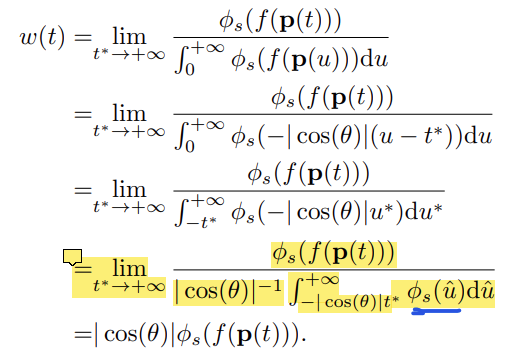 w(t) = lim_{t*→+∞} ϕ_s(f(p(t))) / ∫_0^{+∞} ϕ_s(f(p(u)))du
= lim_{t*→+∞} ϕ_s(f(p(t))) / ∫_0^{+∞} ϕ_s(−|cos(θ)|(u − t*))du
= lim_{t*→+∞} ϕ_s(f(p(t))) / ∫_{−t*}^{+∞} ϕ_s(−|cos(θ)|u*)du*
= lim_{t*→+∞} ϕ_s(f(p(t))) / |cos(θ)|^{−1} ∫_{−|cos(θ)|t*}^{+∞} ϕ_s(û)dû
=|cos(θ)|ϕ_s(f(p(t))).